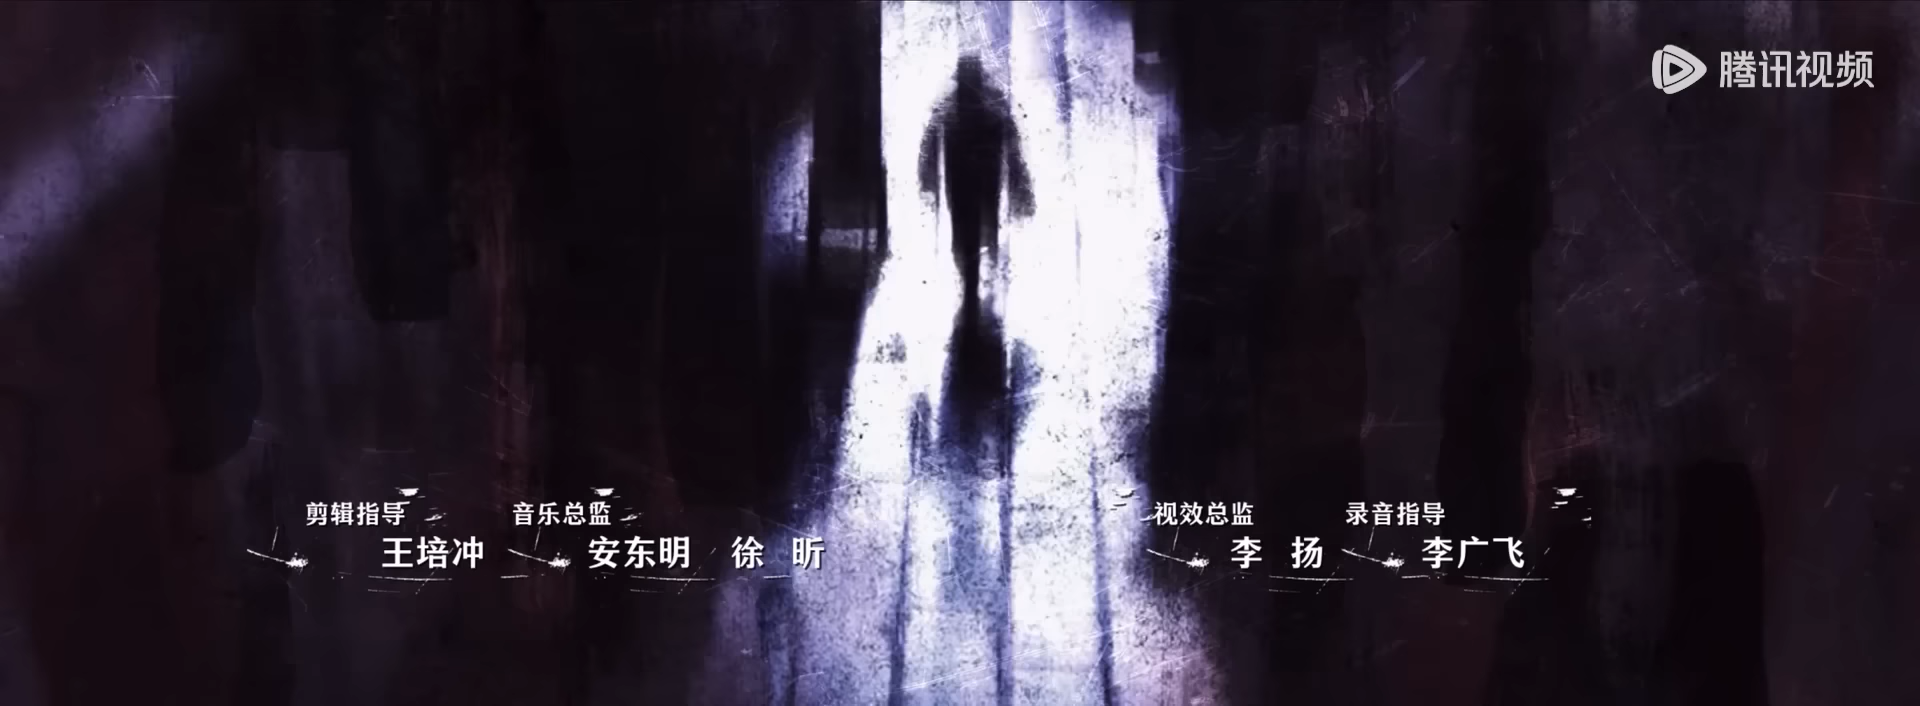 腾讯视频
剪辑指导
王培冲
音乐总监
安东明 徐昕
视效总监
李扬
录音指导
李广飞